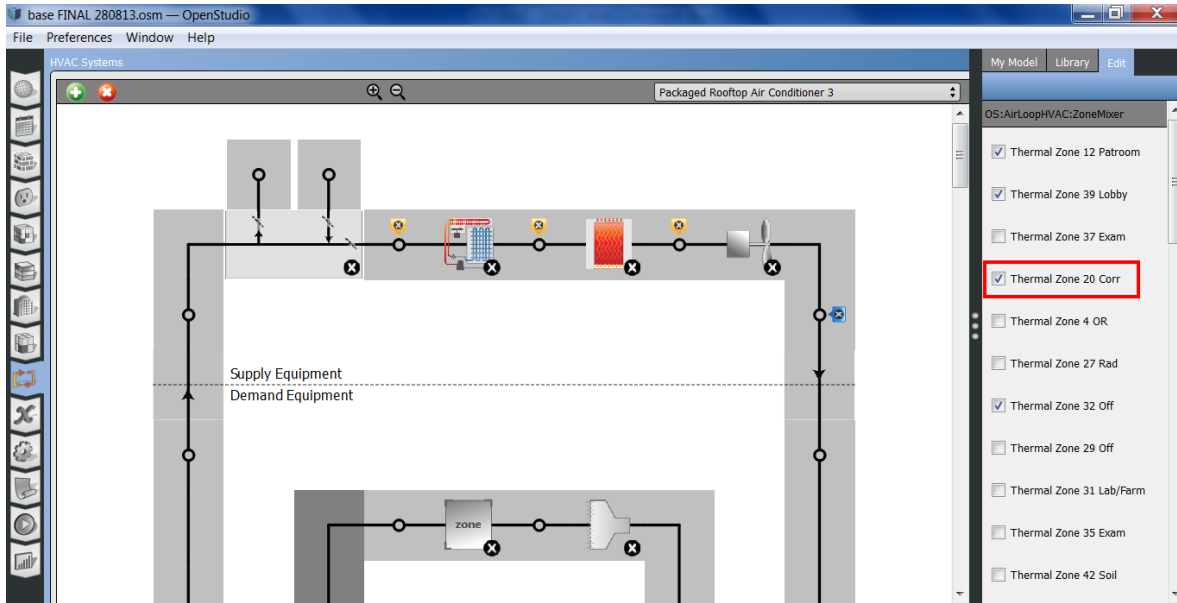 base FINAL 280813.osm — OpenStudio
File Preferences Window Help
HVAC Systems
My Model Library Edit
Packaged Rooftop Air Conditioner 3
OS:AirLoopHVAC:ZoneMixer
Thermal Zone 12 Patroom
Thermal Zone 39 Lobby
Thermal Zone 37 Exam
Thermal Zone 20 Corr
Thermal Zone 4 OR
Thermal Zone 27 Rad
Thermal Zone 32 Off
Thermal Zone 29 Off
Thermal Zone 31 Lab/Farm
Thermal Zone 35 Exam
Thermal Zone 42 Soil
Supply Equipment
Demand Equipment
zone